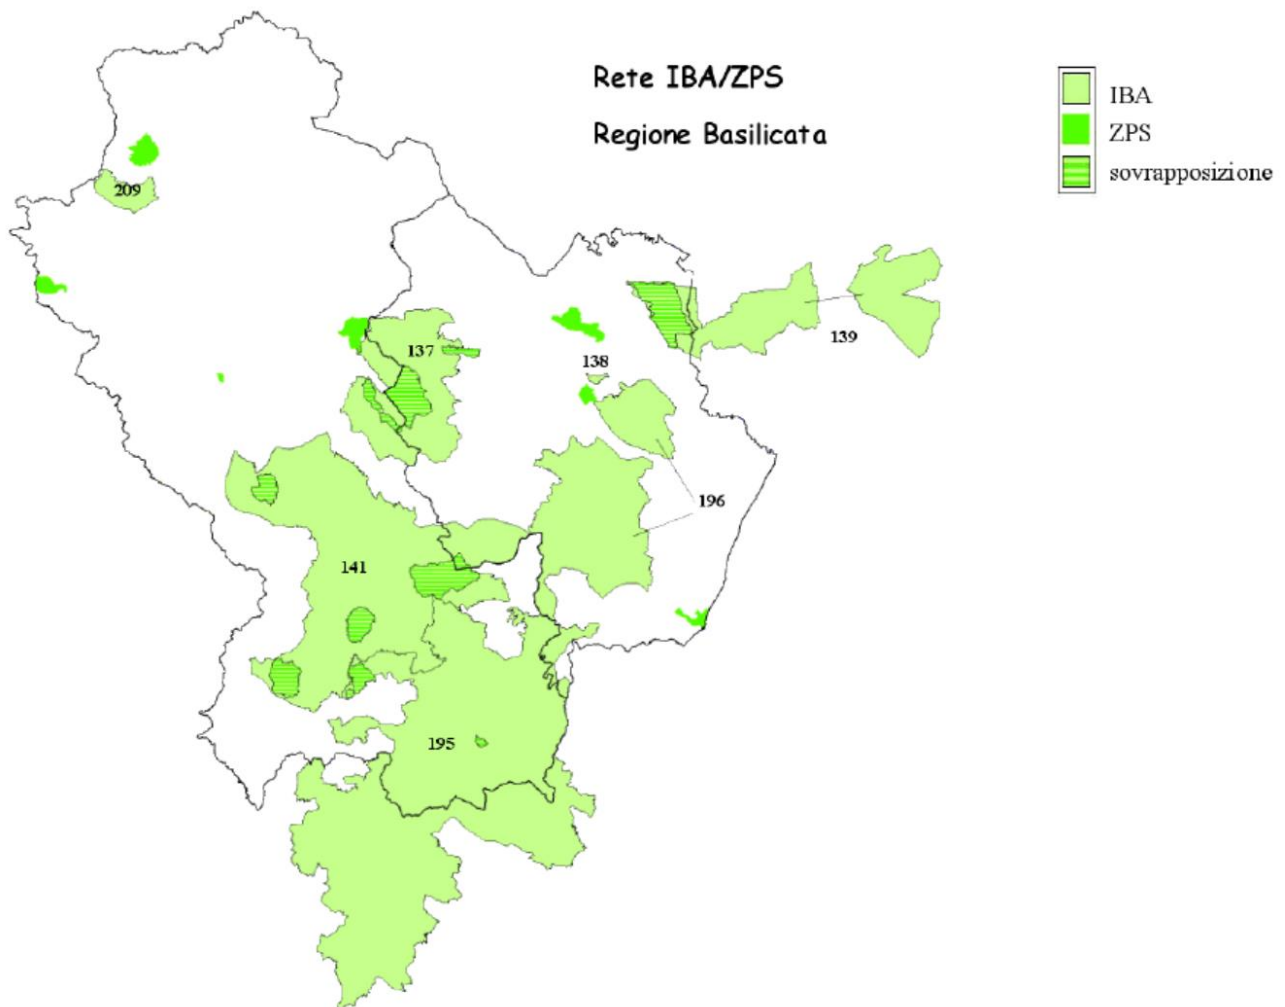 Rete IBA/ZPS
Regione Basilicata
IBA
ZPS
sovrapposizione
209
137
138
139
196
141
195